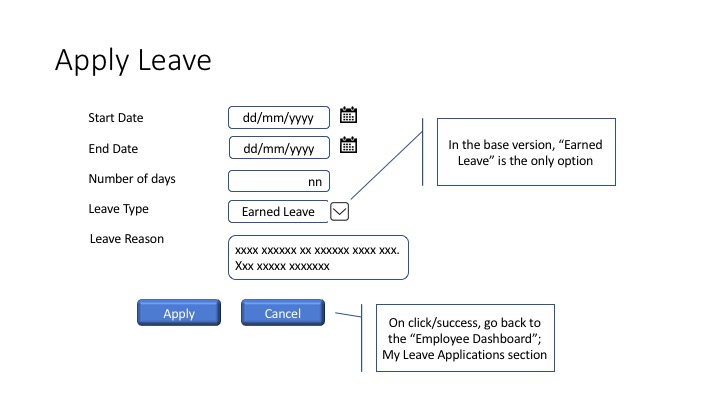 Apply Leave
Start Date
dd/mm/yyyy
End Date
dd/mm/yyyy
In the base version, “Earned
Leave” is the only option
Number of days
nn
Leave Type
Earned Leave
Leave Reason
xxxx xxxxxx xx xxxxxx xxxx xxx.
Xxx xxxxx xxxxxxx
Apply
Cancel
On click/success, go back to
the “Employee Dashboard”;
My Leave Applications section